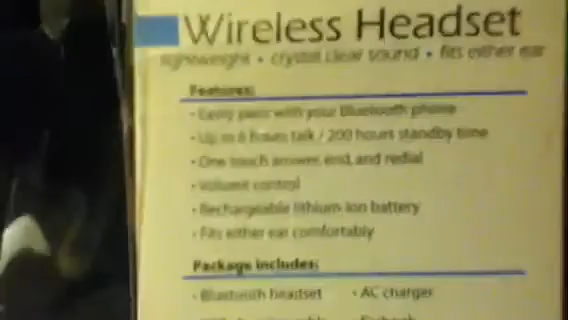 Wireless Headset
lightweight • crystal clear sound • fits either ear
Features:
• Easily pairs with your Bluetooth phone
• Up to 6 hours talk / 200 hours standby time
• One touch answer, end, and redial
• Volume control
• Rechargeable lithium ion battery
• Fits either ear comfortably
Package includes:
• Bluetooth headset • AC charger